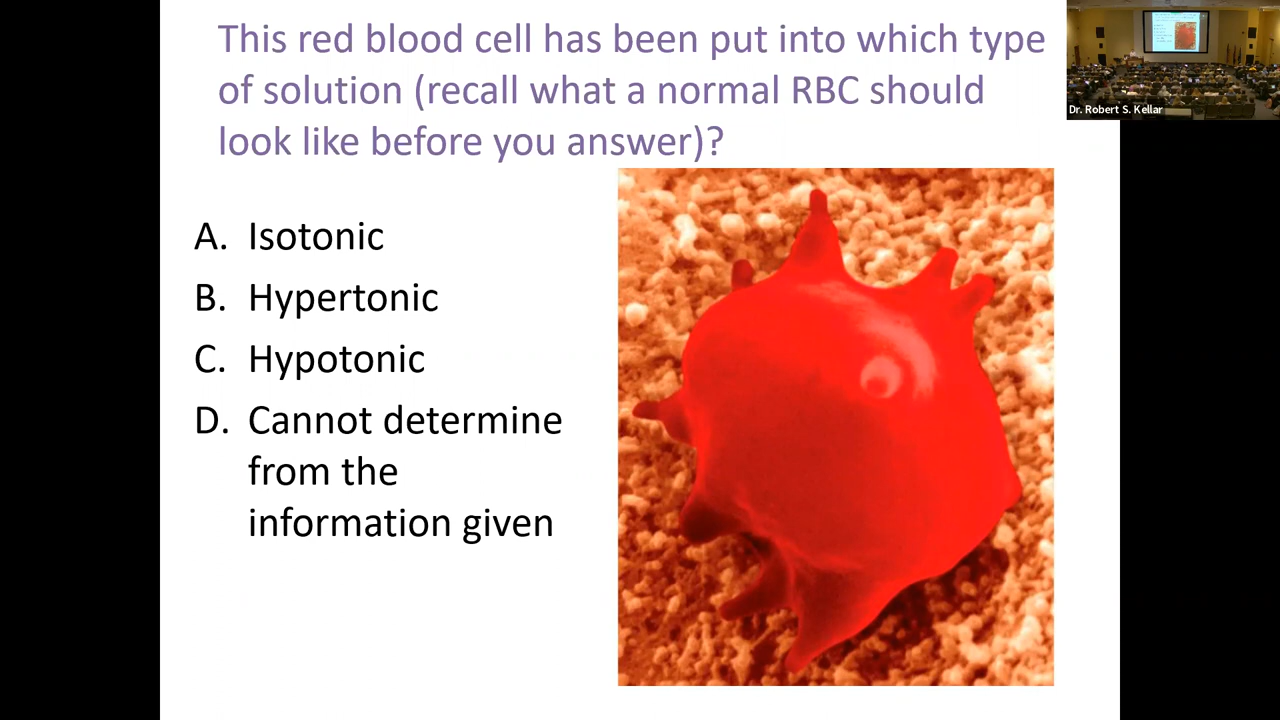 This red blood cell has been put into which type
of solution (recall what a normal RBC should
look like before you answer)?
A. Isotonic
B. Hypertonic
C. Hypotonic
D. Cannot determine
from the
information given
Dr. Robert S. Kellar